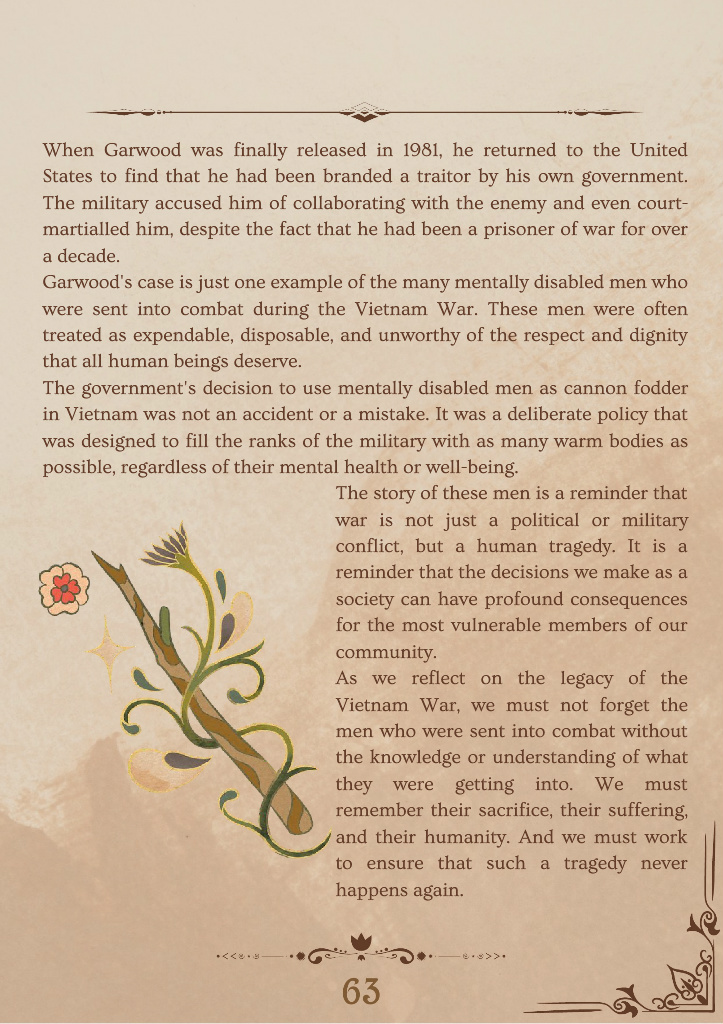 When Garwood was finally released in 1981, he returned to the United
States to find that he had been branded a traitor by his own government.
The military accused him of collaborating with the enemy and even court-
martialled him, despite the fact that he had been a prisoner of war for over
a decade.
Garwood's case is just one example of the many mentally disabled men who
were sent into combat during the Vietnam War. These men were often
treated as expendable, disposable, and unworthy of the respect and dignity
that all human beings deserve.
The government's decision to use mentally disabled men as cannon fodder
in Vietnam was not an accident or a mistake. It was a deliberate policy that
was designed to fill the ranks of the military with as many warm bodies as
possible, regardless of their mental health or well-being.
The story of these men is a reminder that
war is not just a political or military
conflict, but a human tragedy. It is a
reminder that the decisions we make as a
society can have profound consequences
for the most vulnerable members of our
community.
As we reflect on the legacy of the
Vietnam War, we must not forget the
men who were sent into combat without
the knowledge or understanding of what
they were getting into. We must
remember their sacrifice, their suffering,
and their humanity. And we must work
to ensure that such a tragedy never
happens again.
63